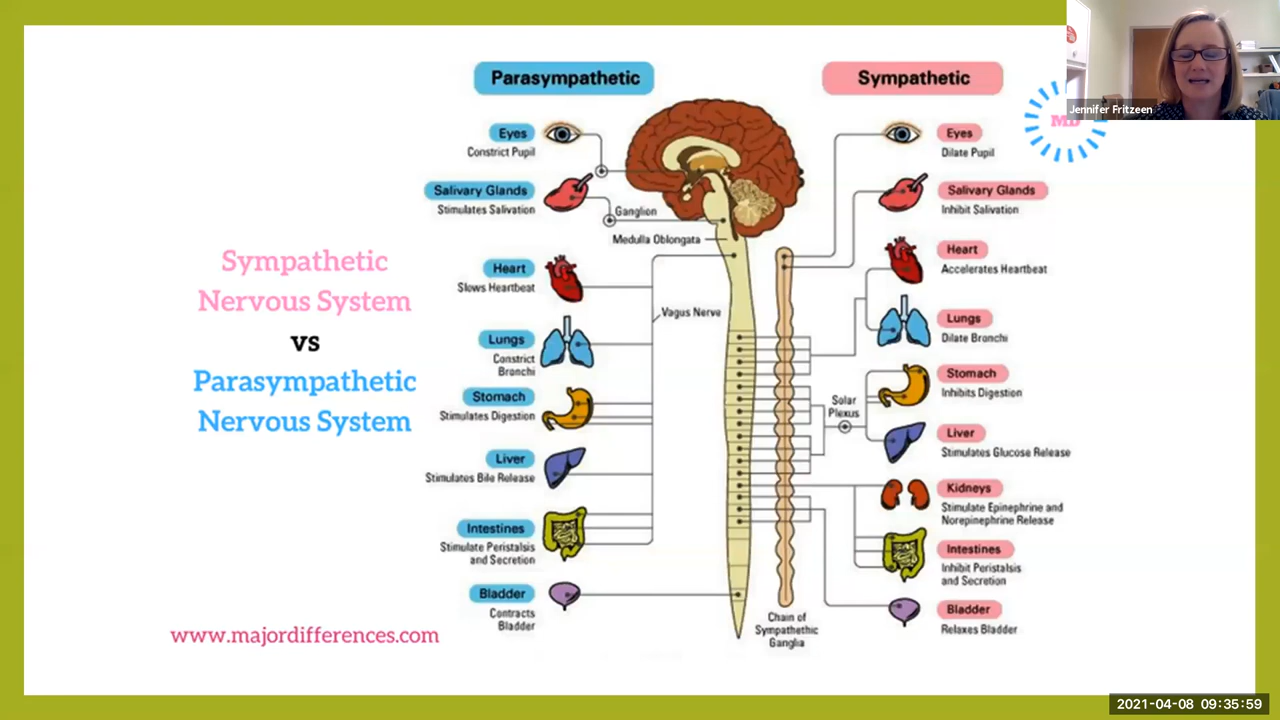 Sympathetic
Nervous System
vs
Parasympathetic
Nervous System
www.majordifferences.com
Parasympathetic
Eyes
Constrict Pupil
Salivary Glands
Stimulates Salivation
Heart
Slows Heartbeat
Lungs
Constrict
Bronchi
Stomach
Stimulates Digestion
Liver
Stimulates Bile Release
Intestines
Stimulate Peristalsis
and Secretion
Bladder
Contracts
Bladder
Ganglion
Medulla Oblongata
Vagus Nerve
Solar
Plexus
Chain of
Sympathethic
Ganglia
Sympathetic
Eyes
Dilate Pupil
Salivary Glands
Inhibit Salivation
Heart
Accelerates Heartbeat
Lungs
Dilate Bronchi
Stomach
Inhibits Digestion
Liver
Stimulates Glucose Release
Kidneys
Stimulate Epinephrine and
Norepinephrine Release
Intestines
Inhibit Peristalsis
and Secretion
Bladder
Relaxes Bladder
Jennifer Fritzeen
MD
2021-04-08 09:35:59